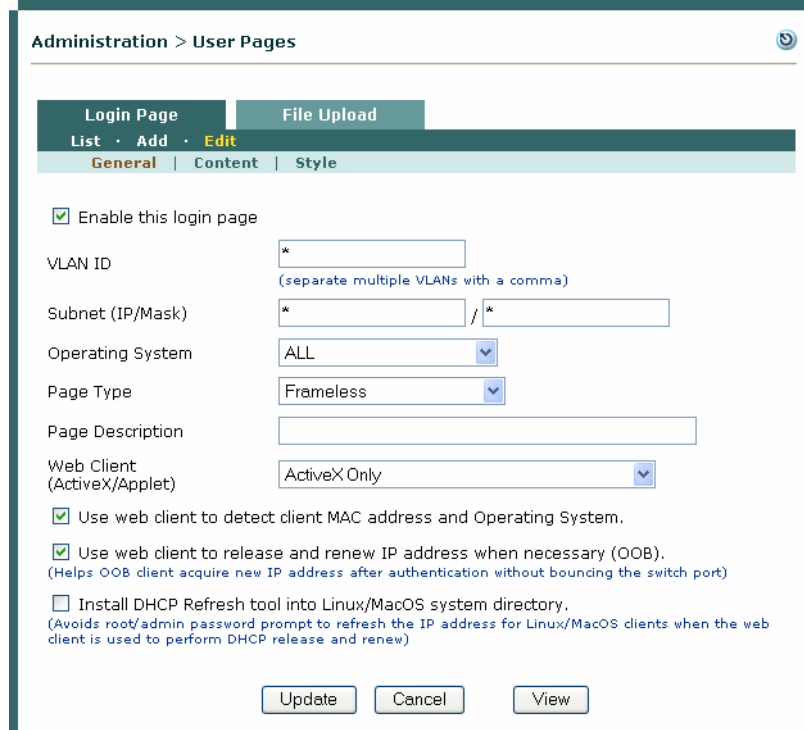 Administration > User Pages
Login Page File Upload
List · Add · Edit
General | Content | Style
Enable this login page
VLAN ID *
(separate multiple VLANs with a comma)
Subnet (IP/Mask) * / *
Operating System ALL
Page Type Frameless
Page Description
Web Client
(ActiveX/Applet) ActiveX Only
Use web client to detect client MAC address and Operating System.
Use web client to release and renew IP address when necessary (OOB).
(Helps OOB client acquire new IP address after authentication without bouncing the switch port)
Install DHCP Refresh tool into Linux/MacOS system directory.
(Avoids root/admin password prompt to refresh the IP address for Linux/MacOS clients when the web
client is used to perform DHCP release and renew)
Update Cancel View